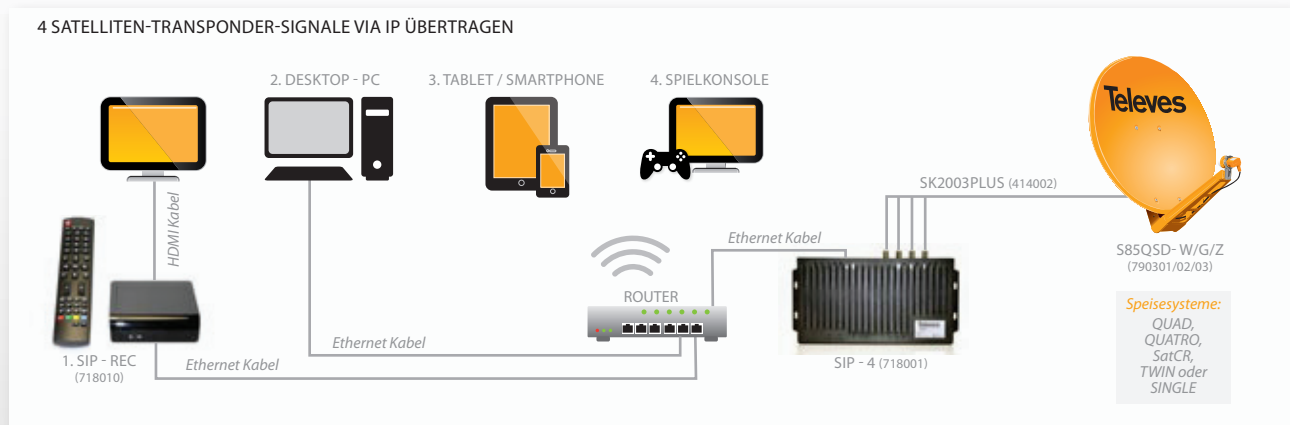 4 SATELLITEN-TRANSPONDER-SIGNALE VIA IP ÜBERTRAGEN
2. DESKTOP - PC
3. TABLET / SMARTPHONE
4. SPIELKONSOLE
Televes
SK2003PLUS (414002)
HDMI Kabel
Ethernet Kabel
S85QSD- W/G/Z
(790301/02/03)
ROUTER
Speisesysteme:
QUAD,
QUATRO,
SatCR,
TWIN oder
SINGLE
Televes
Ethernet Kabel
1. SIP - REC
(718010)
Ethernet Kabel
SIP - 4 (718001)